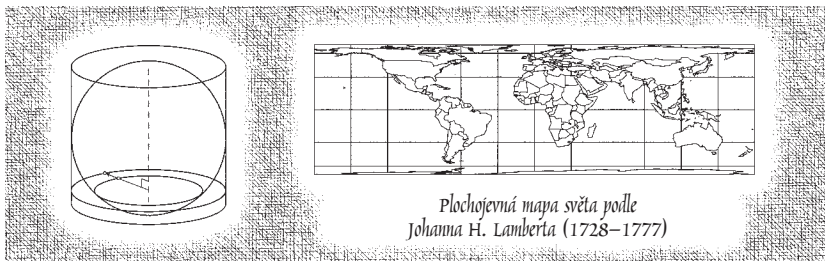 Plochojevná mapa světa podle
Johanna H. Lamberta (1728–1777)